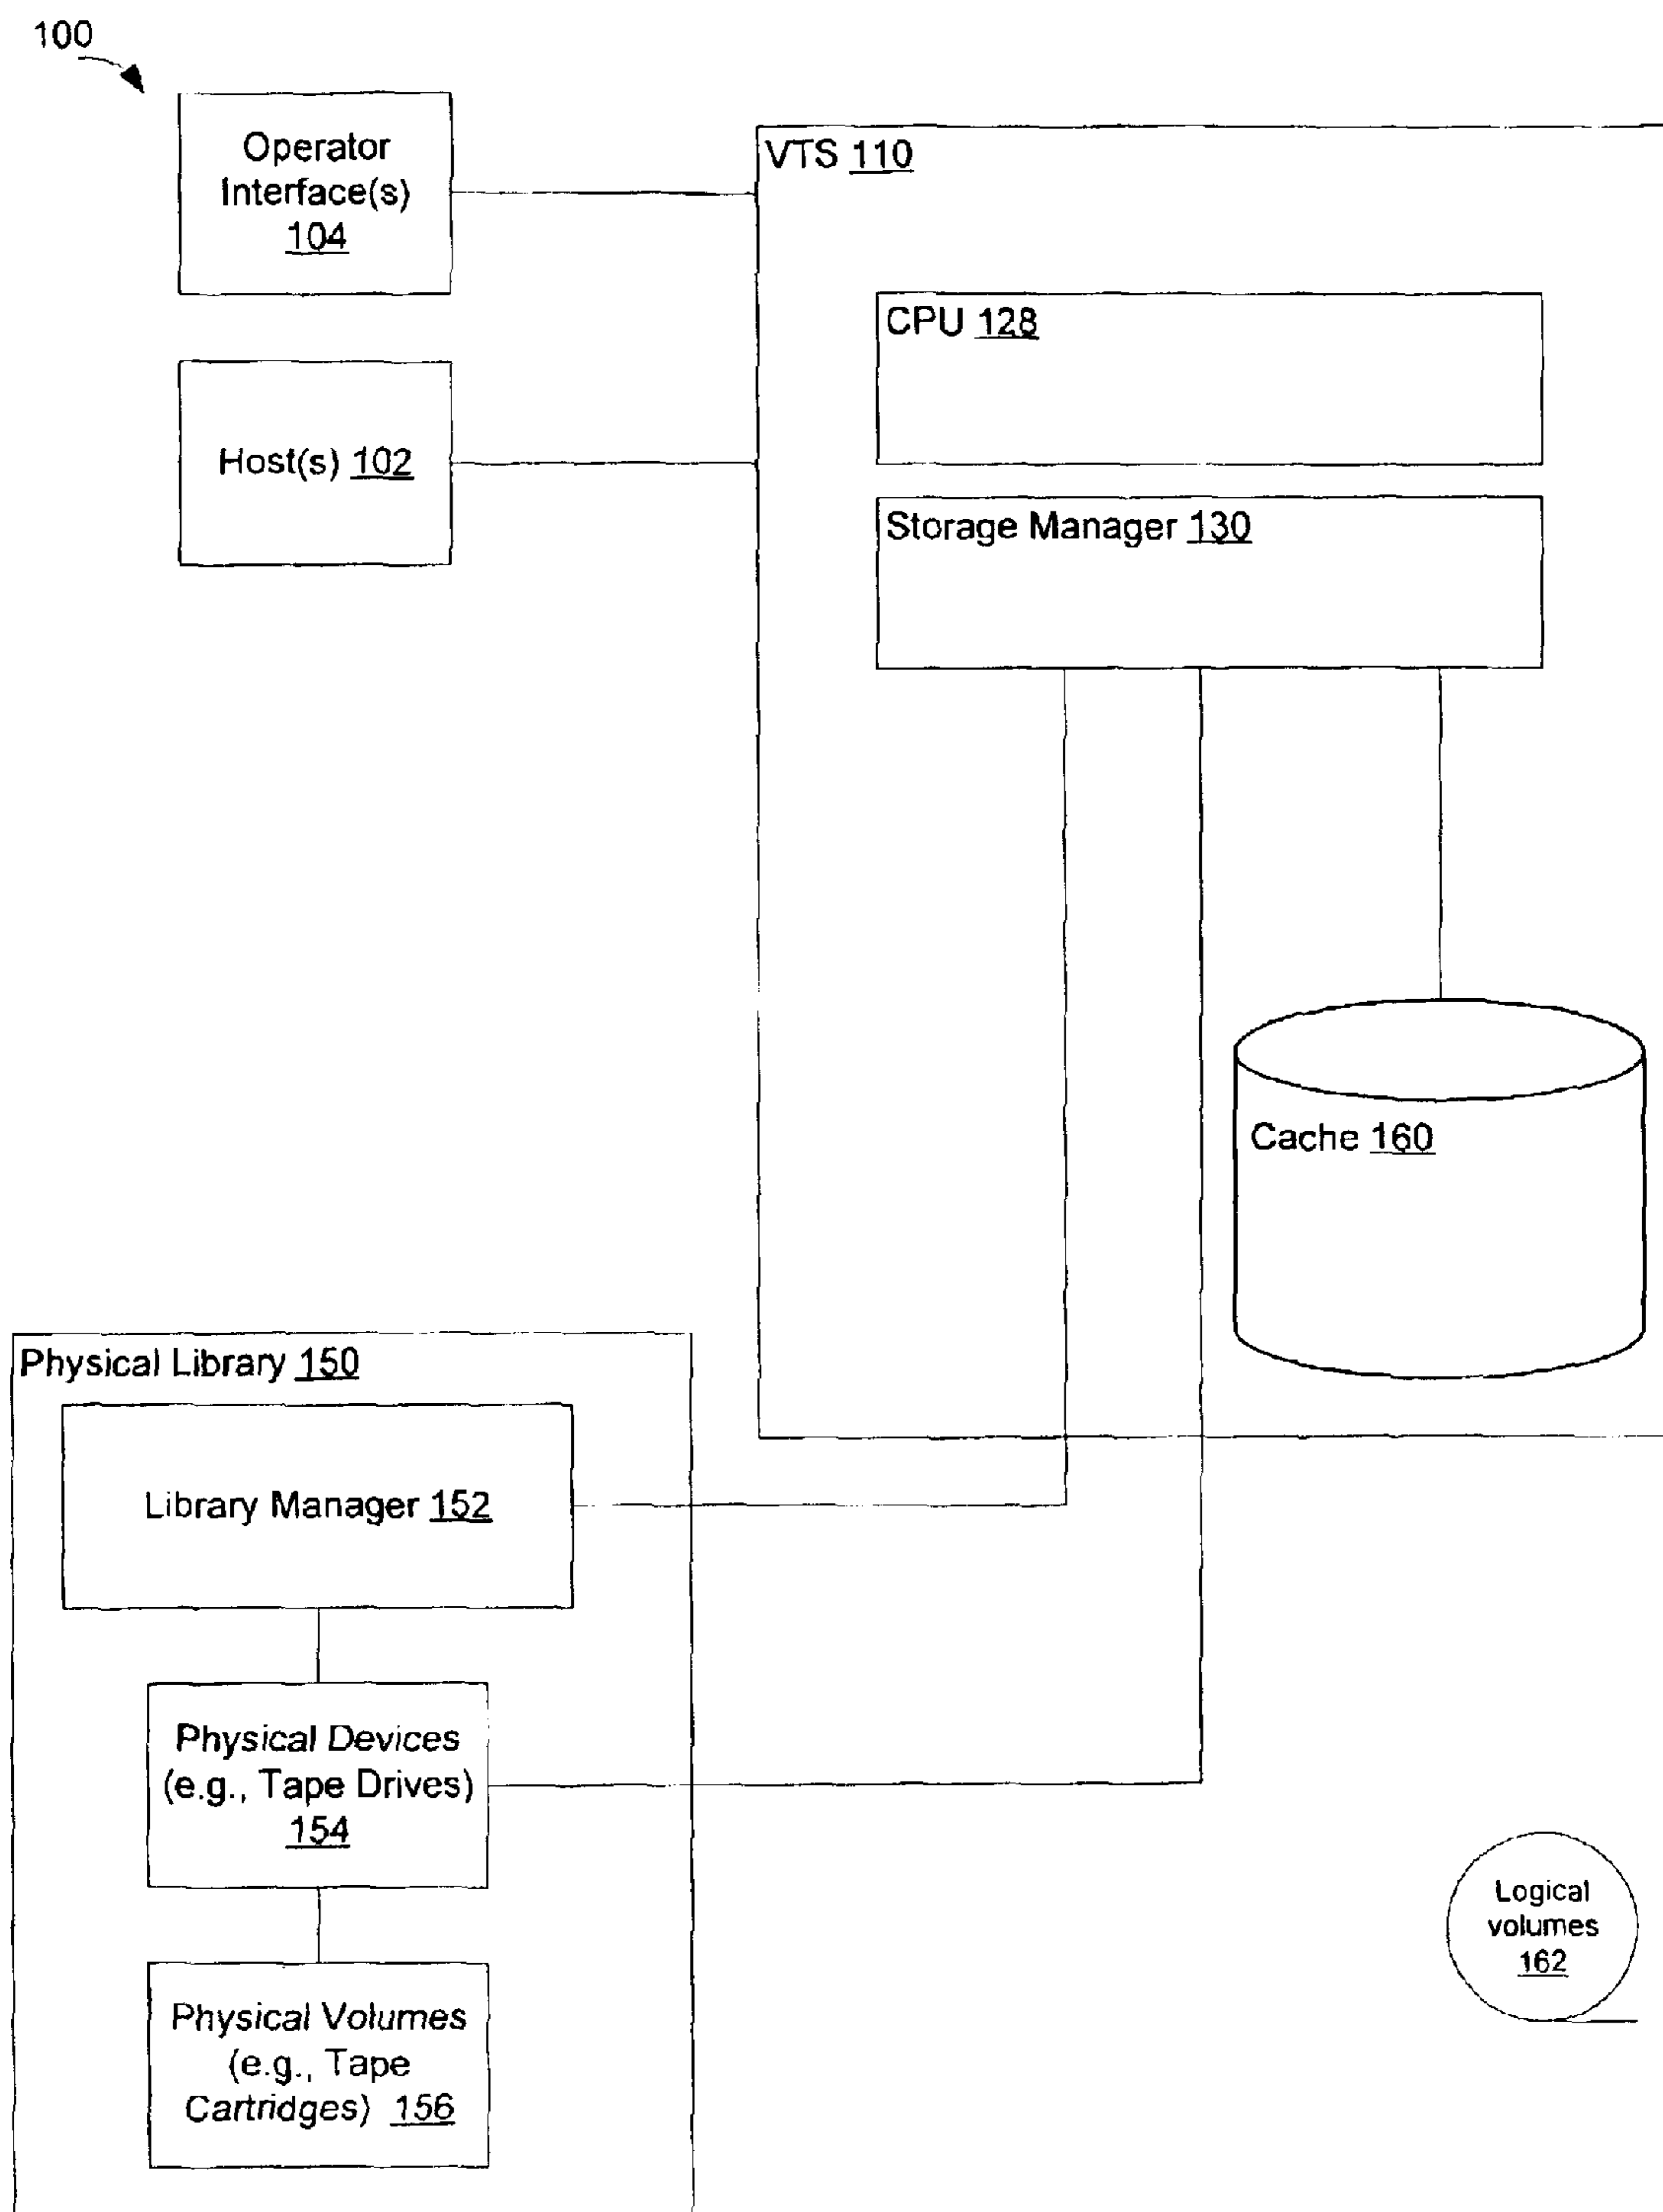 100
Operator
Interface(s)
104
VTS 110
CPU 128
Host(s) 102
Storage Manager 130
Cache 160
Physical Library 150
Library Manager 152
Physical Devices
(e.g., Tape Drives)
154
Logical
volumes
162
Physical Volumes
(e.g., Tape
Cartridges) 156